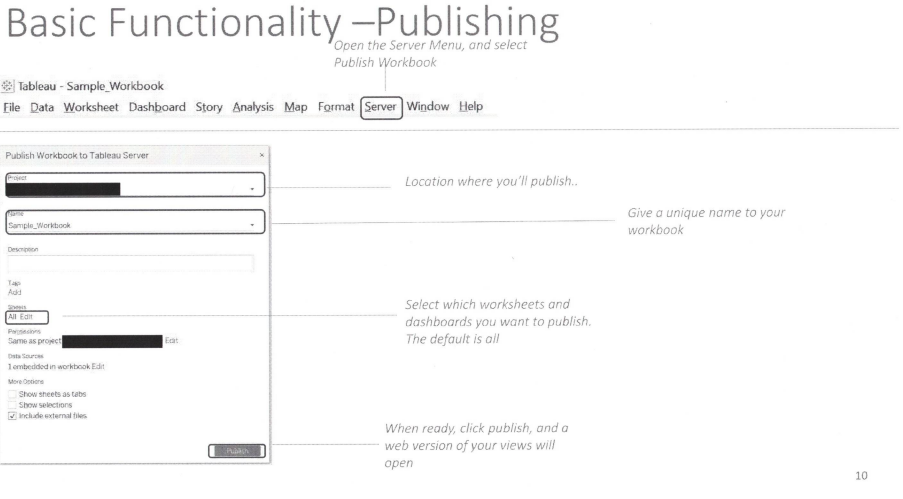 Basic Functionality –Publishing
Open the Server Menu, and select
Publish Workbook
Tableau - Sample_Workbook
File Data Worksheet Dashboard Story Analysis Map Format Server Window Help
Publish Workbook to Tableau Server ×
Project
Location where you'll publish..
Name
Sample_Workbook
Give a unique name to your
workbook
Description
Tags
Add
Sheets
All Edit
Select which worksheets and
dashboards you want to publish.
The default is all
Permissions
Same as project Edit
Data Sources
1 embedded in workbook Edit
More Options
Show sheets as tabs
Show selections
Include external files
Publish
When ready, click publish, and a
web version of your views will
open
10